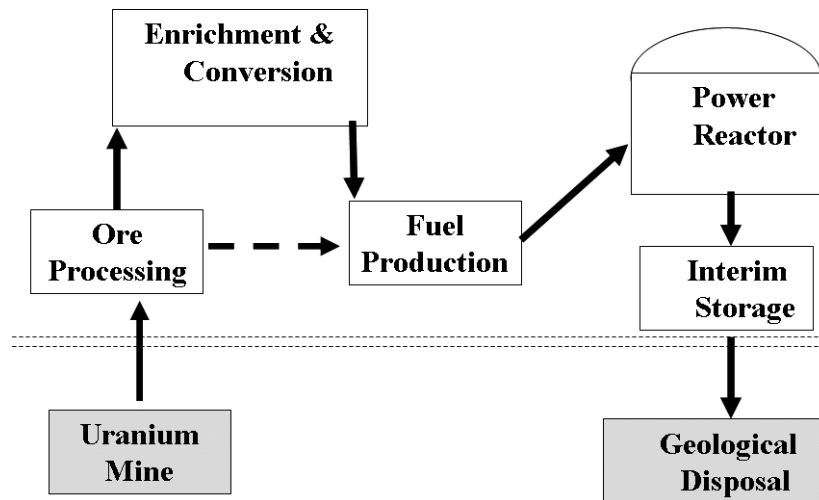 Enrichment &
Conversion
Power
Reactor
Ore
Processing
Fuel
Production
Interim
Storage
Uranium
Mine
Geological
Disposal